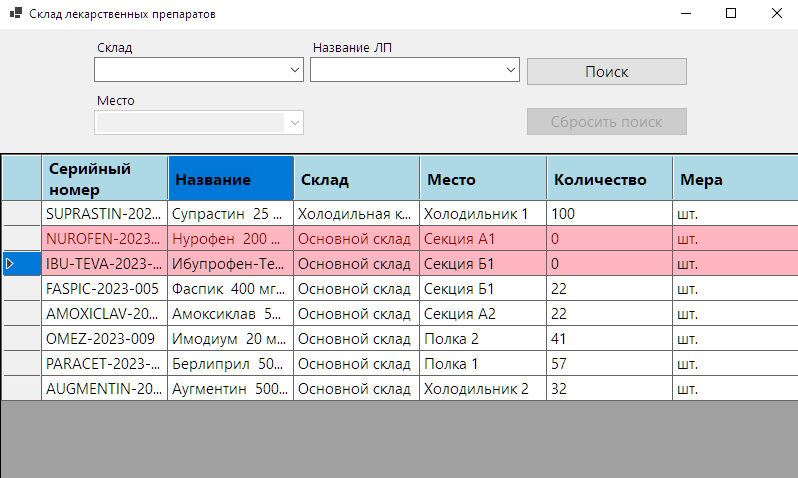 Склад лекарственных препаратов
Склад Название ЛП
Поиск
Место
Сбросить поиск
Серийный номер Название Склад Место Количество Мера
SUPRASTIN-202... Супрастин 25 ... Холодильная к... Холодильник 1 100 шт.
NUROFEN-2023... Нурофен 200 ... Основной склад Секция А1 0 шт.
IBU-TEVA-2023-... Ибупрофен-Те... Основной склад Секция Б1 0 шт.
FASPIC-2023-005 Фаспик 400 мг... Основной склад Секция Б1 22 шт.
AMOXICLAV-20... Амоксиклав 5... Основной склад Секция А2 22 шт.
OMEZ-2023-009 Имодиум 20 м... Основной склад Полка 2 41 шт.
PARACET-2023-... Берлиприл 50... Основной склад Полка 1 57 шт.
AUGMENTIN-20... Аугментин 500... Основной склад Холодильник 2 32 шт.